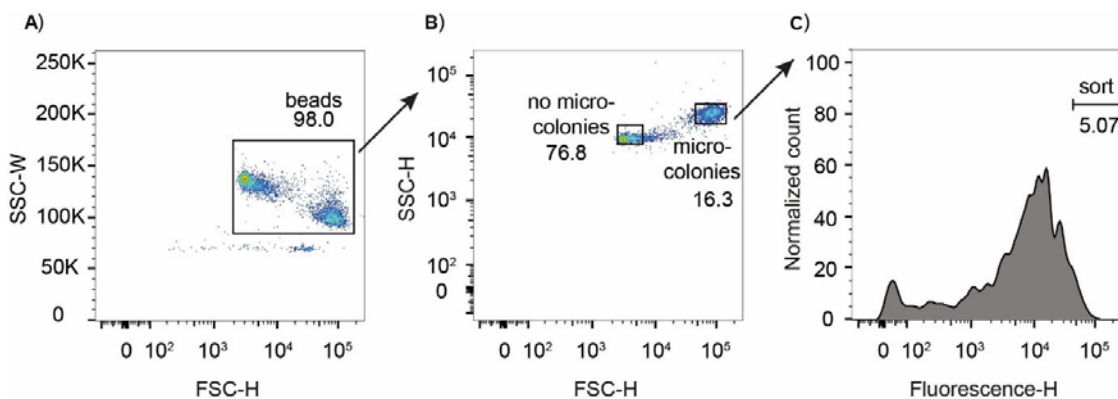 A)
250K
200K
150K
100K
50K
0
SSC-W
beads
98.0
0 10² 10³ 10⁴ 10⁵
FSC-H
B)
10⁵
10⁴
10³
10²
0
SSC-H
no micro-
colonies
76.8
micro-
colonies
16.3
0 10² 10³ 10⁴ 10⁵
FSC-H
C)
100
80
60
40
20
0
Normalized count
sort
5.07
0 10² 10³ 10⁴ 10⁵
Fluorescence-H